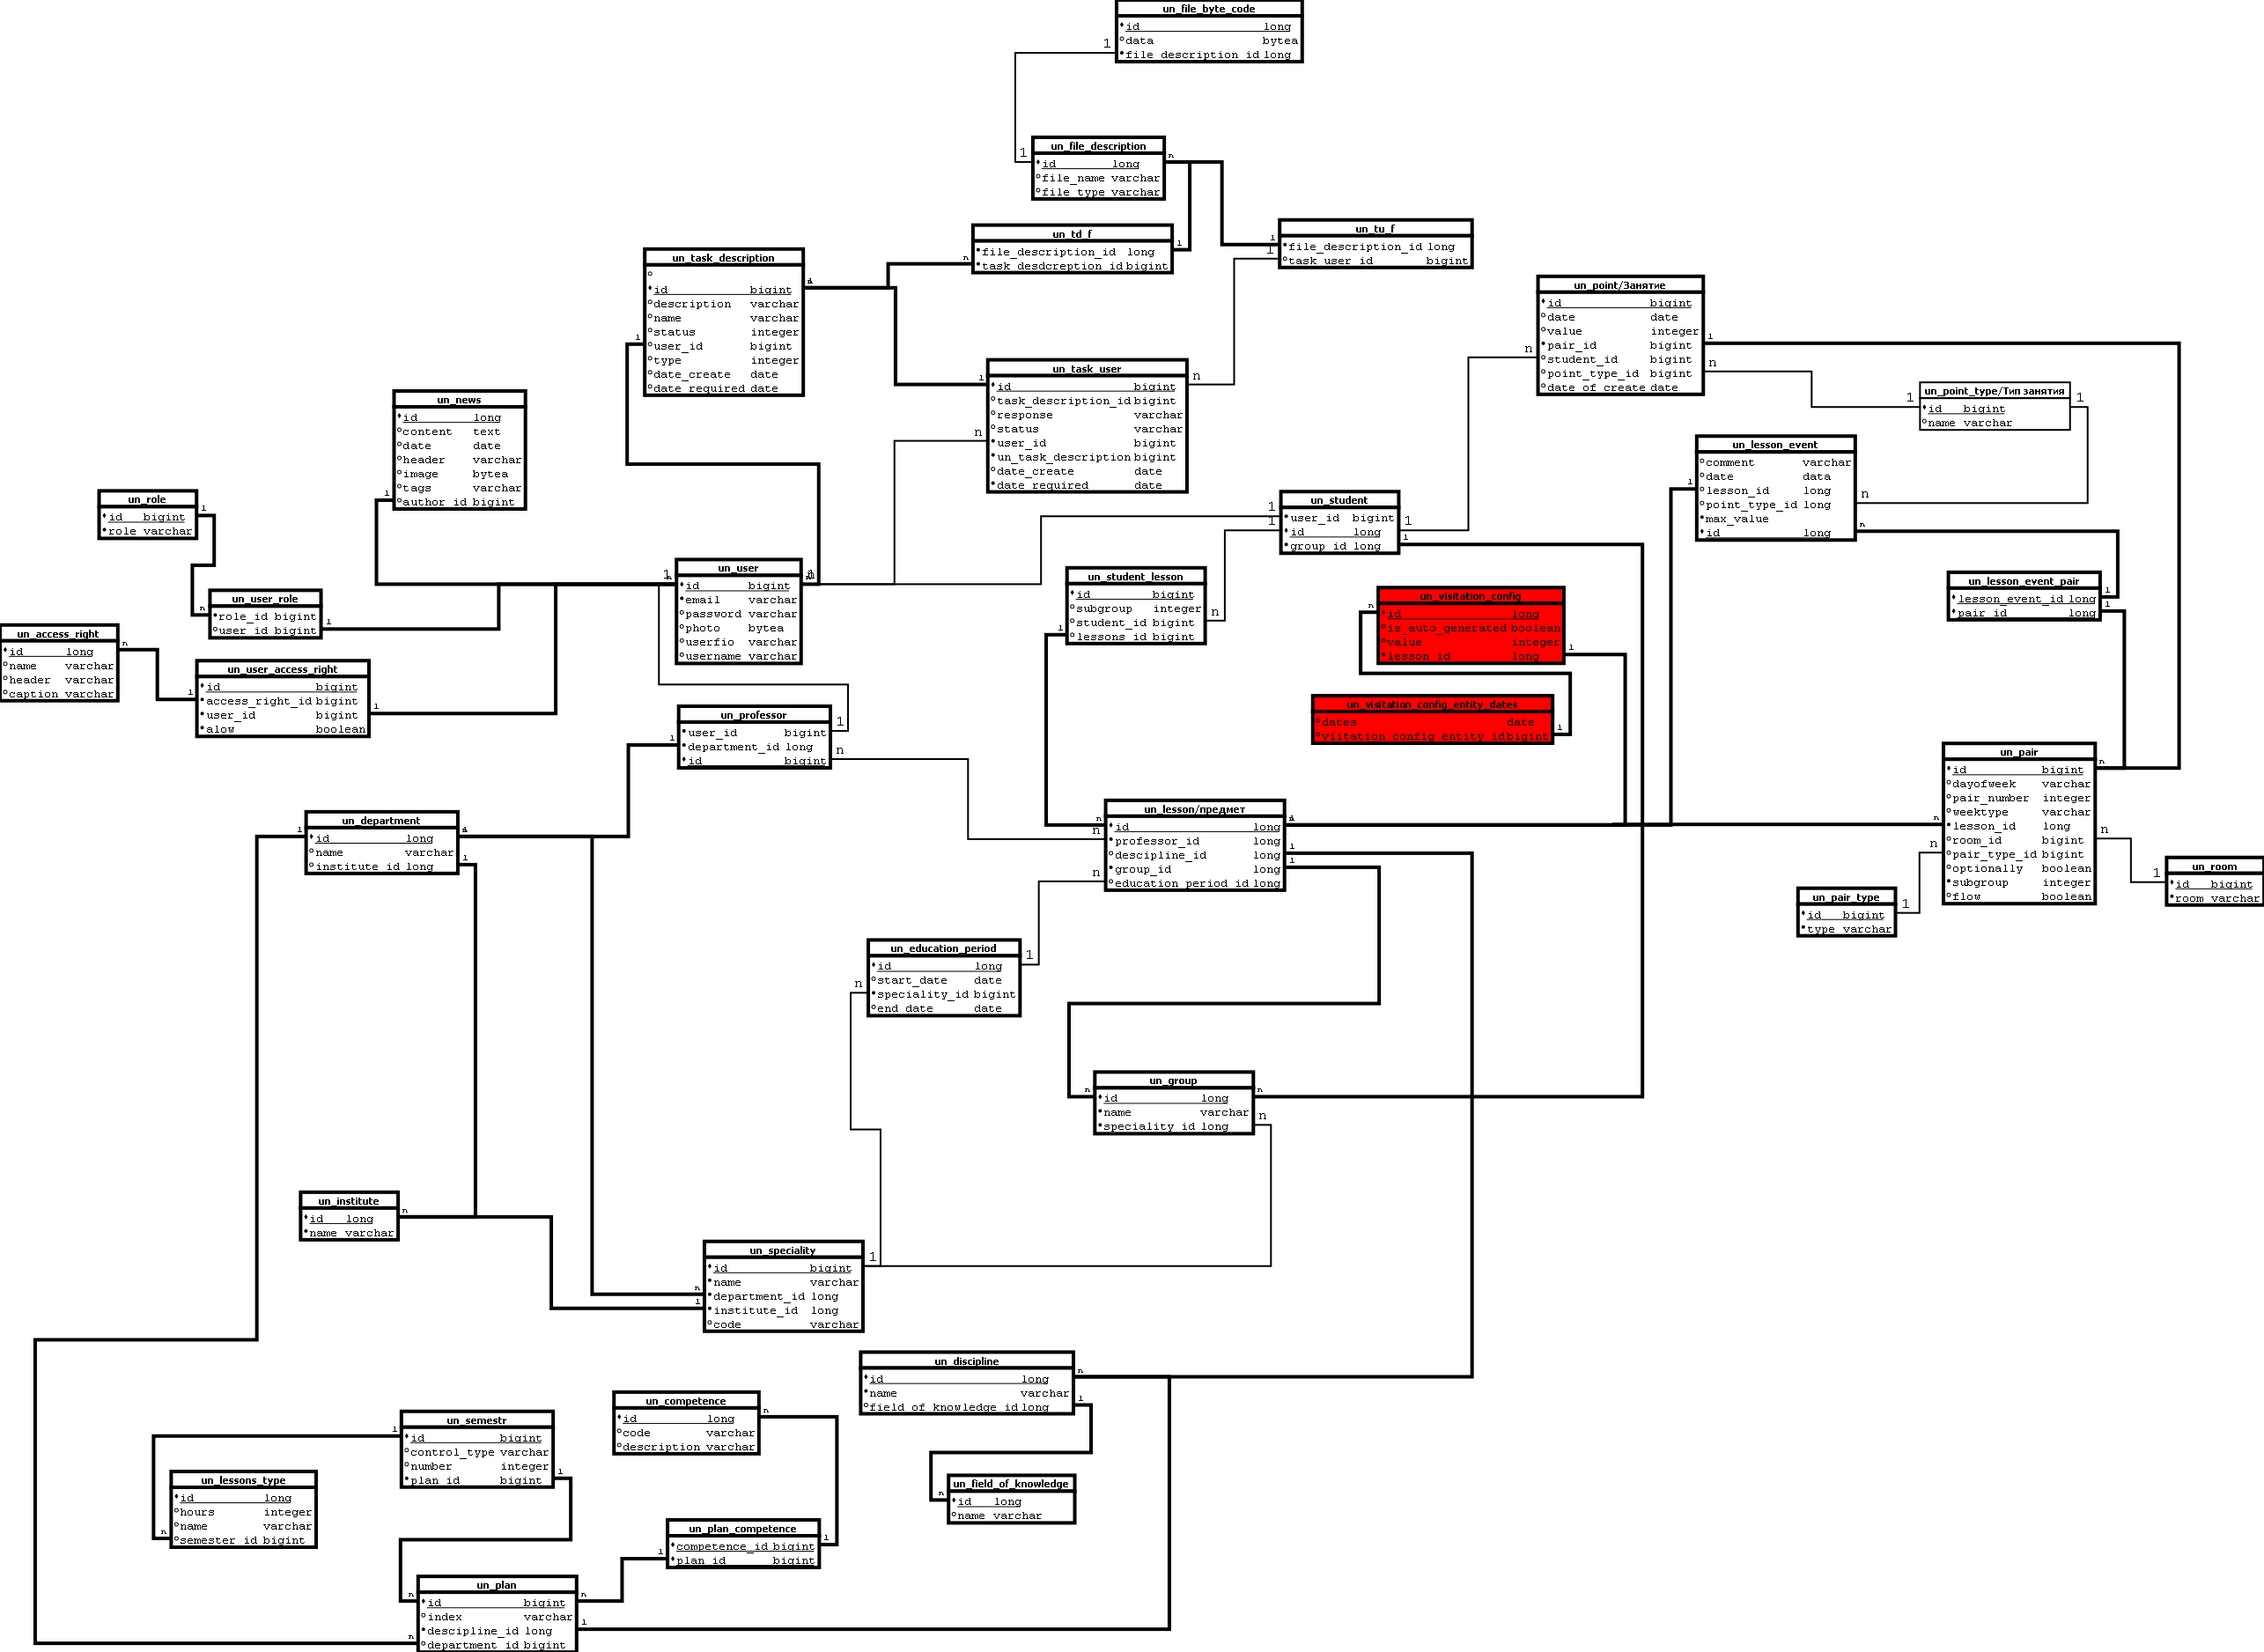 un_file_byte_code
id long
data bytea
file_description_id long
1
1
un_file_description
id long
file_name varchar
file_type varchar
n
un_td_f
file_description_id long
task_desdcreption_id bigint
1
n
un_tu_f
file_description_id long
task_user_id bigint
1
1
un_task_description
id bigint
description varchar
name varchar
status integer
user_id bigint
type integer
date_create date
date_required date
1
un_point/Занятие
id bigint
date date
value integer
pair_id bigint
student_id bigint
point_type_id bigint
date_of_create date
n
1
n
un_task_user
id bigint
task_description_id bigint
response varchar
status varchar
user_id bigint
un_task_description bigint
date_create date
date_required date
1
n
n
un_point_type/Тип занятия
id bigint
name varchar
1
1
un_news
id long
content text
date date
header varchar
image bytea
tags varchar
author_id bigint
1
un_lesson_event
comment varchar
date data
lesson_id long
point_type_id long
max_value
id long
1
n
n
un_role
id bigint
role varchar
1
un_student
user_id bigint
id long
group_id long
1
1
1
1
un_user
id bigint
email varchar
password varchar
photo bytea
userfio varchar
username varchar
1
un_student_lesson
id bigint
subgroup integer
student_id bigint
lessons_id bigint
n
1
un_lesson_event_pair
lesson_event_id long
pair_id long
1
1
un_visitation_config
id long
is_auto_generated boolean
value integer
lesson_id long
n
1
un_user_role
role_id bigint
user_id bigint
n
1
un_access_right
id long
name varchar
header varchar
caption varchar
n
un_user_access_right
id bigint
access_right_id bigint
user_id bigint
alow boolean
1
1
un_visitation_config_entity_dates
dates date
viitation_config_entity_id bigint
1
un_professor
user_id bigint
department_id long
id bigint
1
1
n
un_pair
id bigint
dayofweek varchar
pair_number integer
weektype varchar
lesson_id long
room_id bigint
pair_type_id bigint
optionally boolean
subgroup integer
flow boolean
n
n
n
n
un_lesson/предмет
id long
professor_id long
descipline_id long
group_id long
education_period_id long
n
n
n
1
1
un_department
id long
name varchar
institute_id long
1
1
un_room
id bigint
room varchar
1
un_pair_type
id bigint
type varchar
1
un_education_period
id long
start_date date
speciality_id bigint
end_date date
1
n
un_group
id long
name varchar
speciality_id long
n
n
n
un_institute
id long
name varchar
n
un_speciality
id bigint
name varchar
department_id long
institute_id long
code varchar
1
n
1
un_discipline
id long
name varchar
field_of_knowledge_id long
n
1
un_competence
id long
code varchar
description varchar
n
un_semestr
id bigint
control_type varchar
number integer
plan_id bigint
1
1
un_lessons_type
id long
hours integer
name varchar
semester_id bigint
n
un_field_of_knowledge
id long
name varchar
n
un_plan_competence
competence_id bigint
plan_id bigint
1
1
un_plan
id bigint
index varchar
descipline_id long
department_id bigint
n
n
1
n